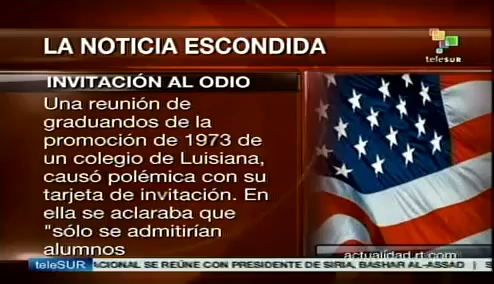 LA NOTICIA ESCONDIDA
teleSUR
INVITACIÓN AL ODIO
Una reunión de
graduandos de la
promoción de 1973 de
un colegio de Luisiana,
causó polémica con su
tarjeta de invitación. En
ella se aclaraba que
"sólo se admitirían
alumnos
actualidad.rt.com
teleSUR CIONAL SE REÚNE CON PRESIDENTE DE SIRIA, BASHAR AL-ASSAD